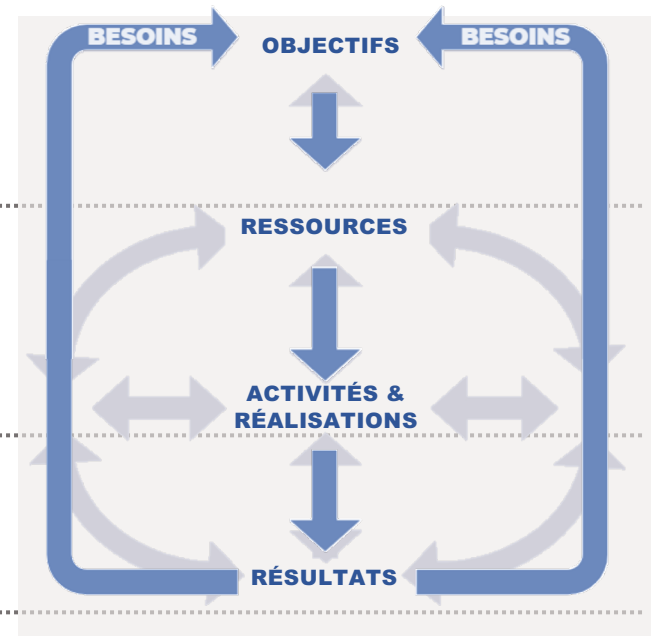 BESOINS
OBJECTIFS
BESOINS
RESSOURCES
ACTIVITÉS &
RÉALISATIONS
RÉSULTATS